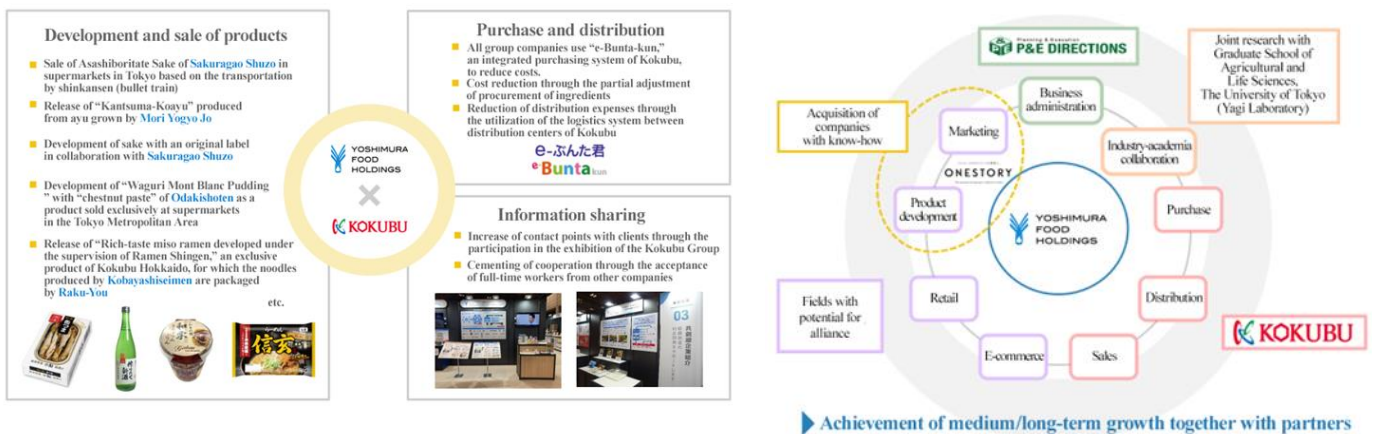 Development and sale of products
Sale of Asashiboritate Sake of Sakuragao Shuzo in
supermarkets in Tokyo based on the transportation
by shinkansen (bullet train)
Release of “Kantsuma-Koayu” produced
from ayu grown by Mori Yogyo Jo
Development of sake with an original label
in collaboration with Sakuragao Shuzo
Development of “Waguri Mont Blanc Pudding
” with “chestnut paste” of Odakishoten as a
product sold exclusively at supermarkets
in the Tokyo Metropolitan Area
Release of “Rich-taste miso ramen developed under
the supervision of Ramen Shingen,” an exclusive
product of Kokubu Hokkaido, for which the noodles
produced by Kobayashiseimen are packaged
by Raku-You
etc.
信玄
YOSHIMURA
FOOD
HOLDINGS
KOKUBU
Purchase and distribution
All group companies use “e-Bunta-kun,”
an integrated purchasing system of Kokubu,
to reduce costs.
Cost reduction through the partial adjustment
of procurement of ingredients
Reduction of distribution expenses through
the utilization of the logistics system between
distribution centers of Kokubu
e-ぶんた君
e-Bunta kun
Information sharing
Increase of contact points with clients through the
participation in the exhibition of the Kokubu Group
Cementing of cooperation through the acceptance
of full-time workers from other companies
03
Planning & Execution
P&E DIRECTIONS
Joint research with
Graduate School of
Agricultural and
Life Sciences,
The University of Tokyo
(Yagi Laboratory)
Acquisition of
companies
with know-how
Business
administration
Marketing
Industry-academia
collaboration
ONESTORY
Product
development
Purchase
YOSHIMURA
FOOD
HOLDINGS
Fields with
potential for
alliance
Retail
Distribution
E-commerce
Sales
KOKUBU
Achievement of medium/long-term growth together with partners